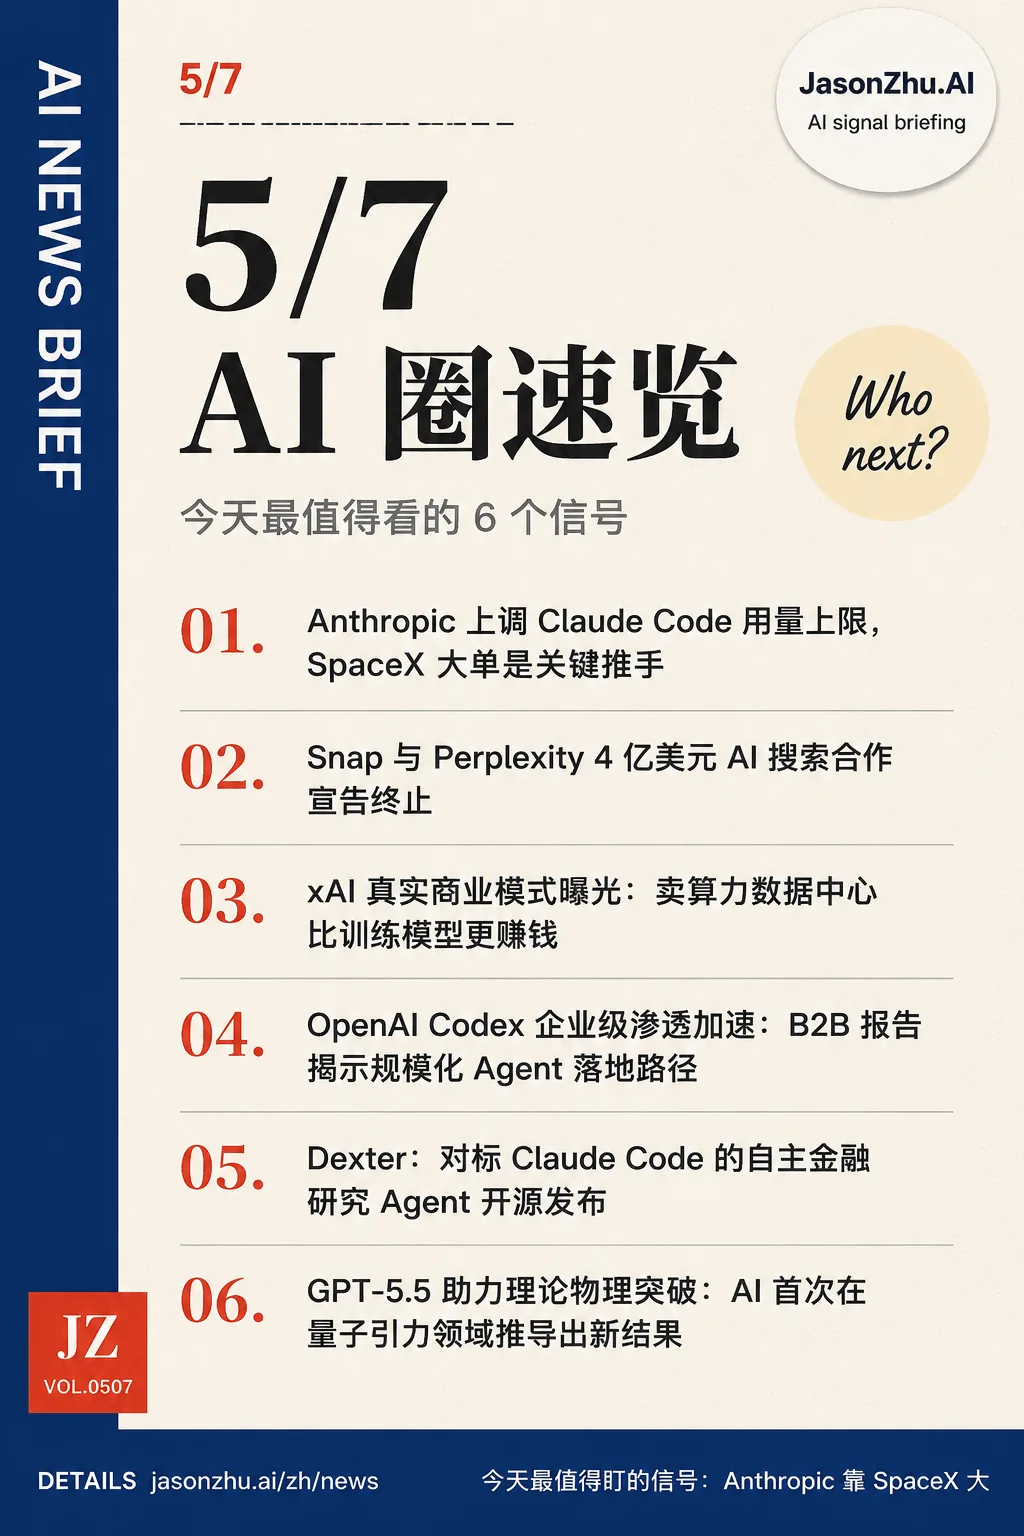 AI NEWS BRIEF
5/7
JasonZhu.AI
AI signal briefing
5/7
AI 圈速览
Who
next?
今天最值得看的 6 个信号
01.
Anthropic 上调 Claude Code 用量上限，
SpaceX 大单是关键推手
02.
Snap 与 Perplexity 4 亿美元 AI 搜索合作
宣告终止
03.
xAI 真实商业模式曝光：卖算力数据中心
比训练模型更赚钱
04.
OpenAI Codex 企业级渗透加速：B2B 报告
揭示规模化 Agent 落地路径
05.
Dexter：对标 Claude Code 的自主金融
研究 Agent 开源发布
06.
GPT-5.5 助力理论物理突破：AI 首次在
量子引力领域推导出新结果
JZ
VOL.0507
DETAILS jasonzhu.ai/zh/news
今天最值得盯的信号：Anthropic 靠 SpaceX 大